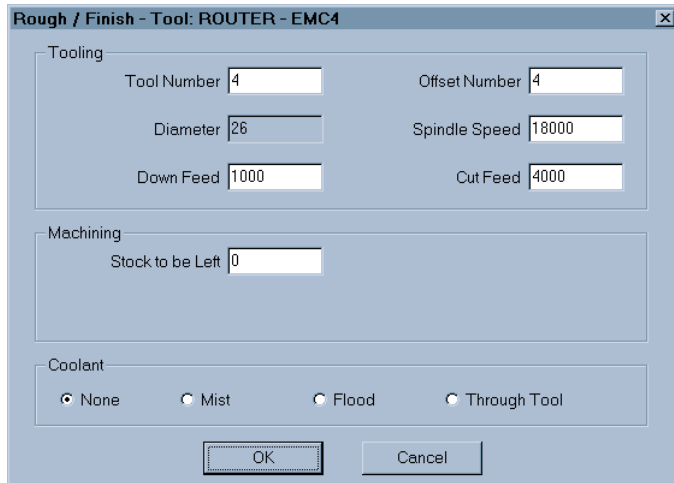 Rough / Finish - Tool: ROUTER - EMC4
Tooling
Tool Number 4 Offset Number 4
Diameter 26 Spindle Speed 18000
Down Feed 1000 Cut Feed 4000
Machining
Stock to be Left 0
Coolant
None Mist Flood Through Tool
OK Cancel